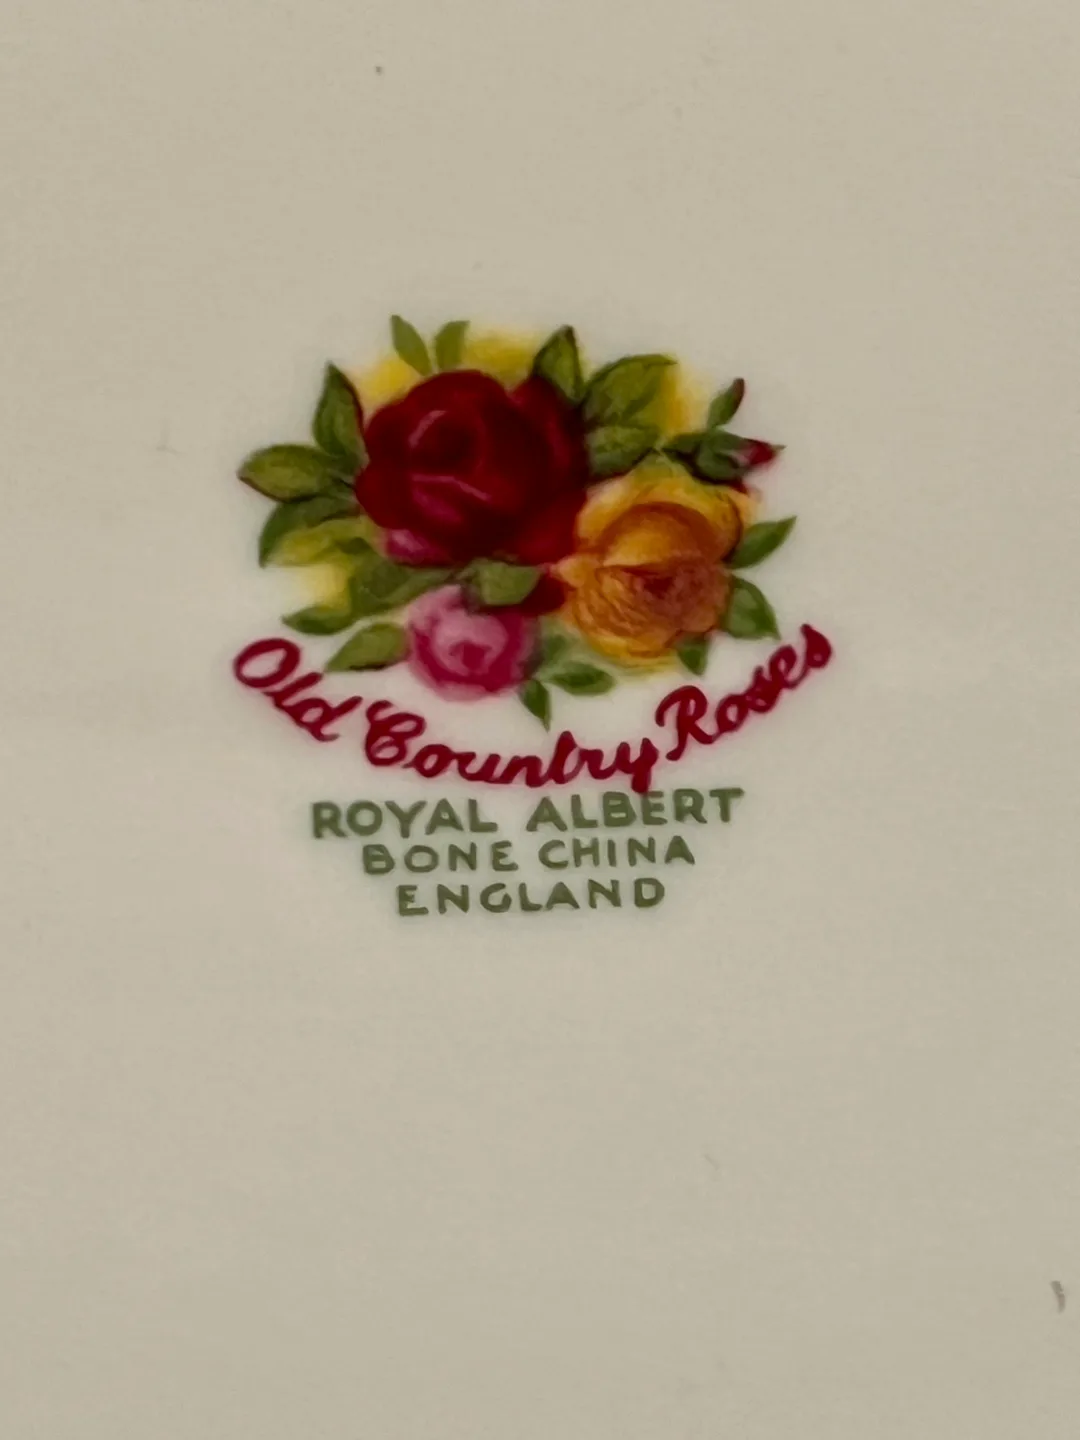 Old Country Roses
ROYAL ALBERT
BONE CHINA
ENGLAND